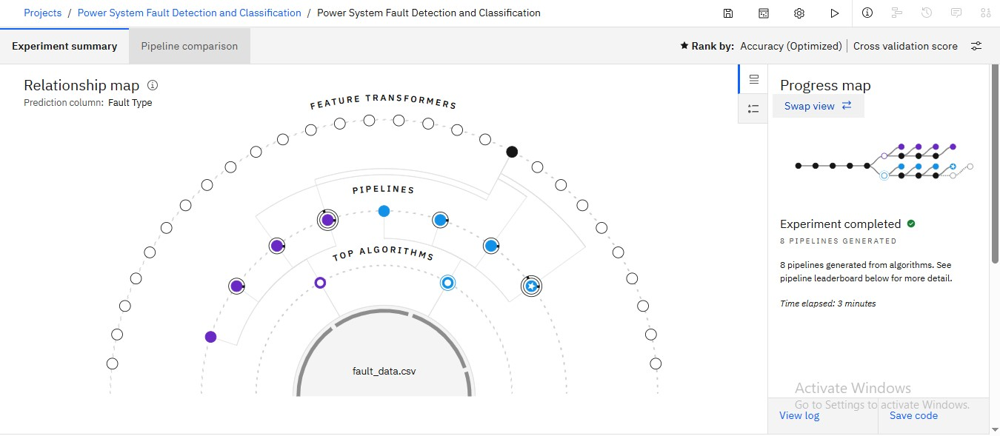 Projects / Power System Fault Detection and Classification / Power System Fault Detection and Classification
Experiment summary
Pipeline comparison
Rank by: Accuracy (Optimized) | Cross validation score
Relationship map
Prediction column: Fault Type
FEATURE TRANSFORMERS
PIPELINES
TOP ALGORITHMS
fault_data.csv
Progress map
Swap view
Experiment completed
8 PIPELINES GENERATED
8 pipelines generated from algorithms. See
pipeline leaderboard below for more detail.
Time elapsed: 3 minutes
Activate Windows
Go to Settings to activate Windows.
View log
Save code